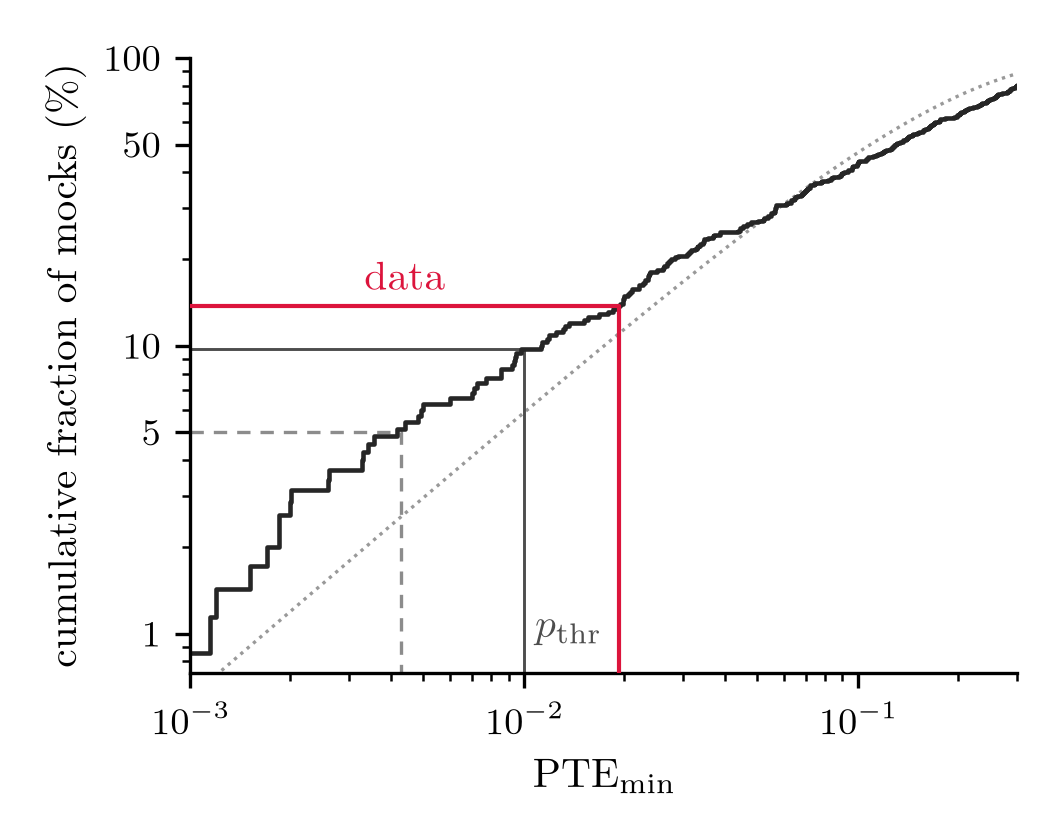 cumulative fraction of mocks (%)
100
50
10
5
1
data
p_thr
10⁻³
10⁻²
10⁻¹
PTE_min